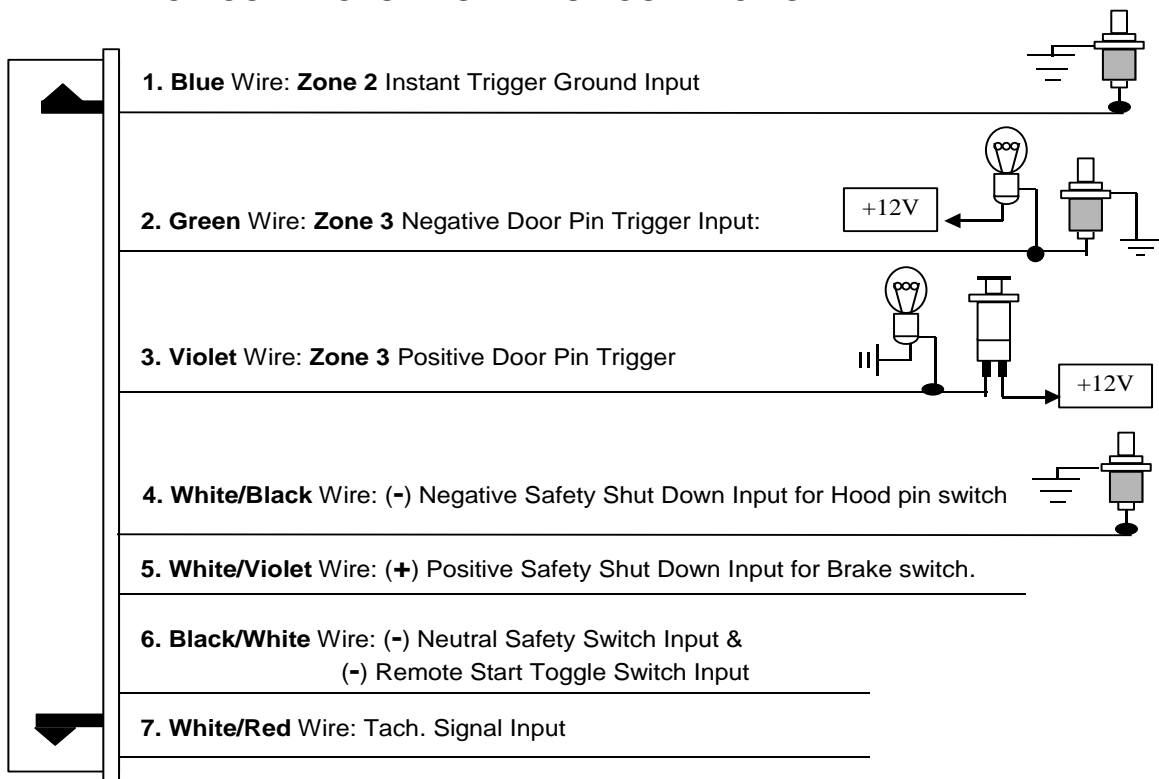 1. Blue Wire: Zone 2 Instant Trigger Ground Input
2. Green Wire: Zone 3 Negative Door Pin Trigger Input:
+12V
3. Violet Wire: Zone 3 Positive Door Pin Trigger
+12V
4. White/Black Wire: (-) Negative Safety Shut Down Input for Hood pin switch
5. White/Violet Wire: (+) Positive Safety Shut Down Input for Brake switch.
6. Black/White Wire: (-) Neutral Safety Switch Input &
(-) Remote Start Toggle Switch Input
7. White/Red Wire: Tach. Signal Input